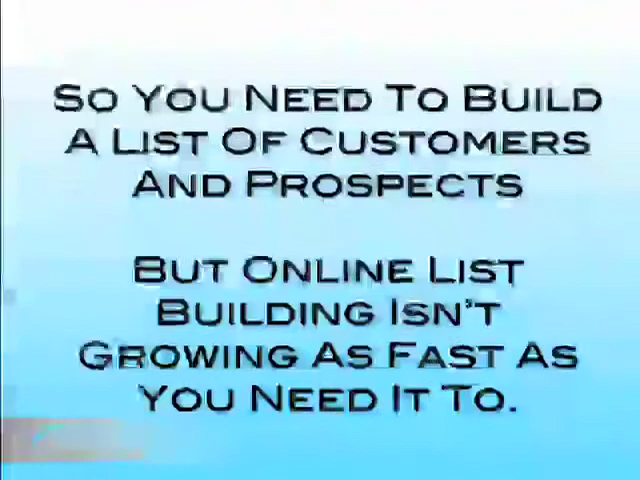 So You Need To Build
A List Of Customers
And Prospects
But Online List
Building Isn't
Growing As Fast As
You Need It To.